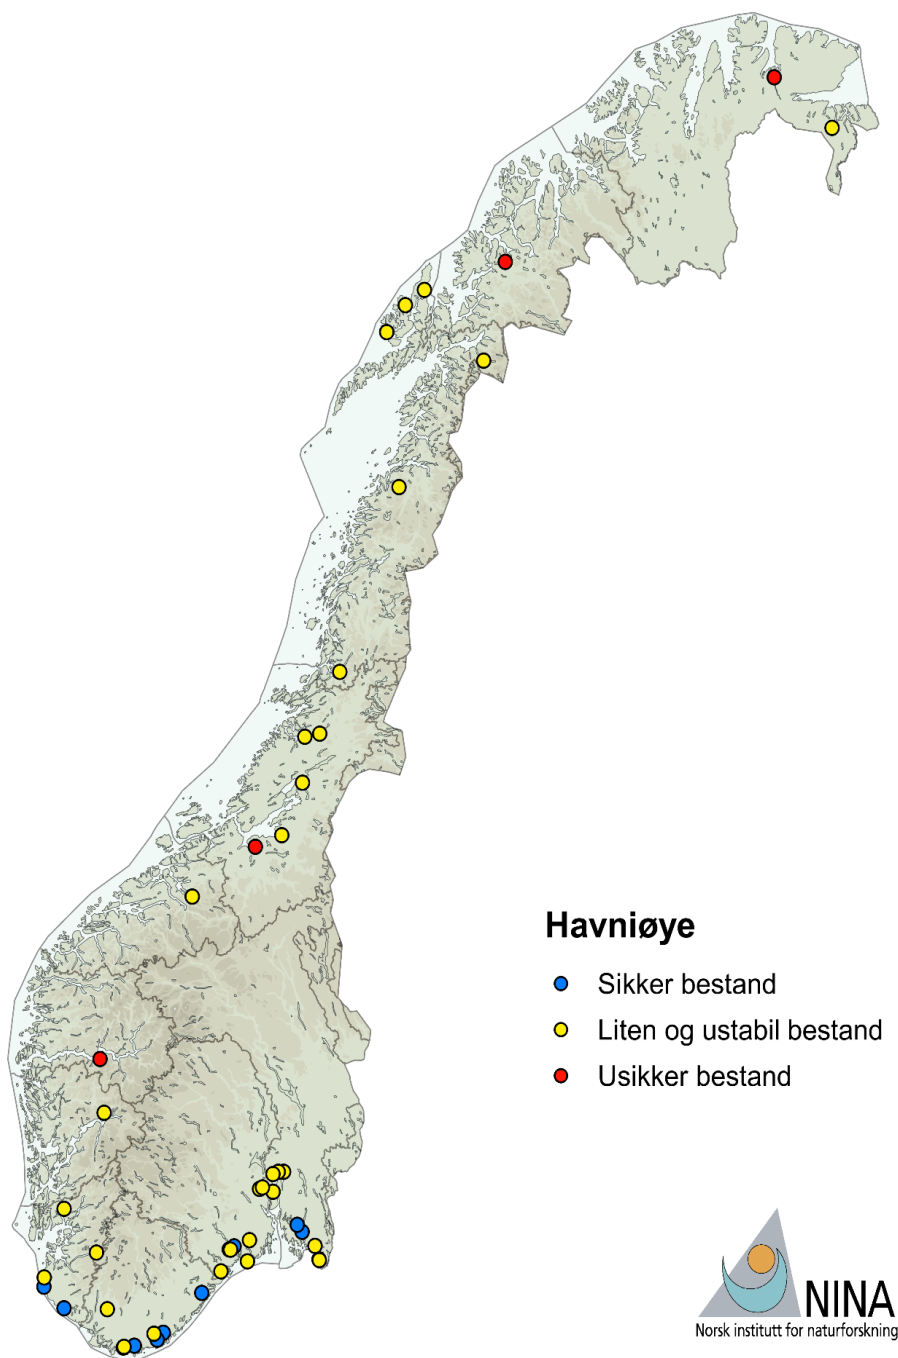 Havniøye
Sikker bestand
Liten og ustabil bestand
Usikker bestand
NINA
Norsk institutt for naturforskning